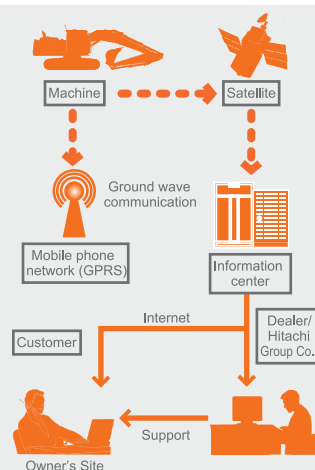 Machine
Satellite
Ground wave
communication
Mobile phone
network (GPRS)
Information
center
Internet
Customer
Dealer/
Hitachi
Group Co.
Support
Owner's Site